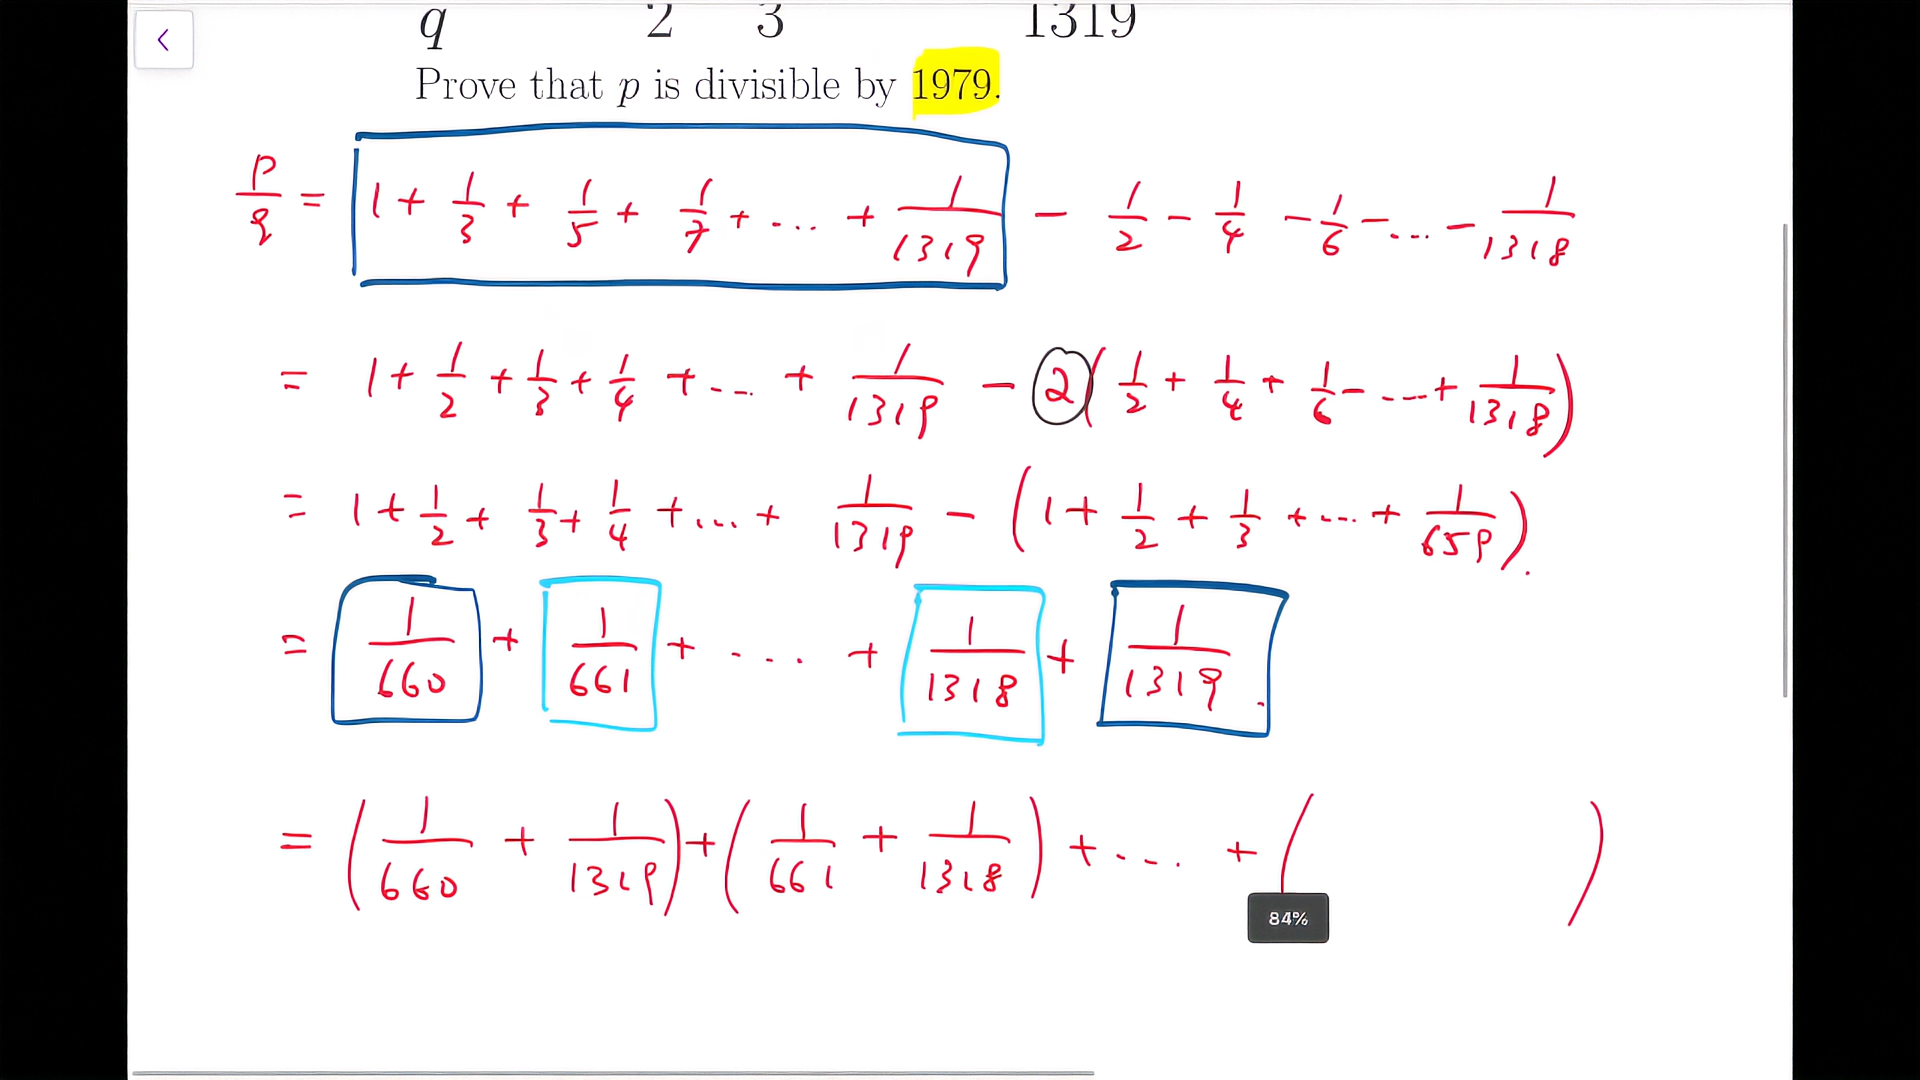 q 2 3 1319
Prove that p is divisible by 1979.
p/q = 1 + 1/3 + 1/5 + 1/7 + ... + 1/1319 - 1/2 - 1/4 - 1/6 - ... - 1/1318
= 1 + 1/2 + 1/3 + 1/4 + ... + 1/1319 - 2(1/2 + 1/4 + 1/6 - ... + 1/1318)
= 1 + 1/2 + 1/3 + 1/4 + ... + 1/1319 - (1 + 1/2 + 1/3 + ... + 1/659).
= 1/660 + 1/661 + ... + 1/1318 + 1/1319.
= (1/660 + 1/1319) + (1/661 + 1/1318) + ... + ( )
84%